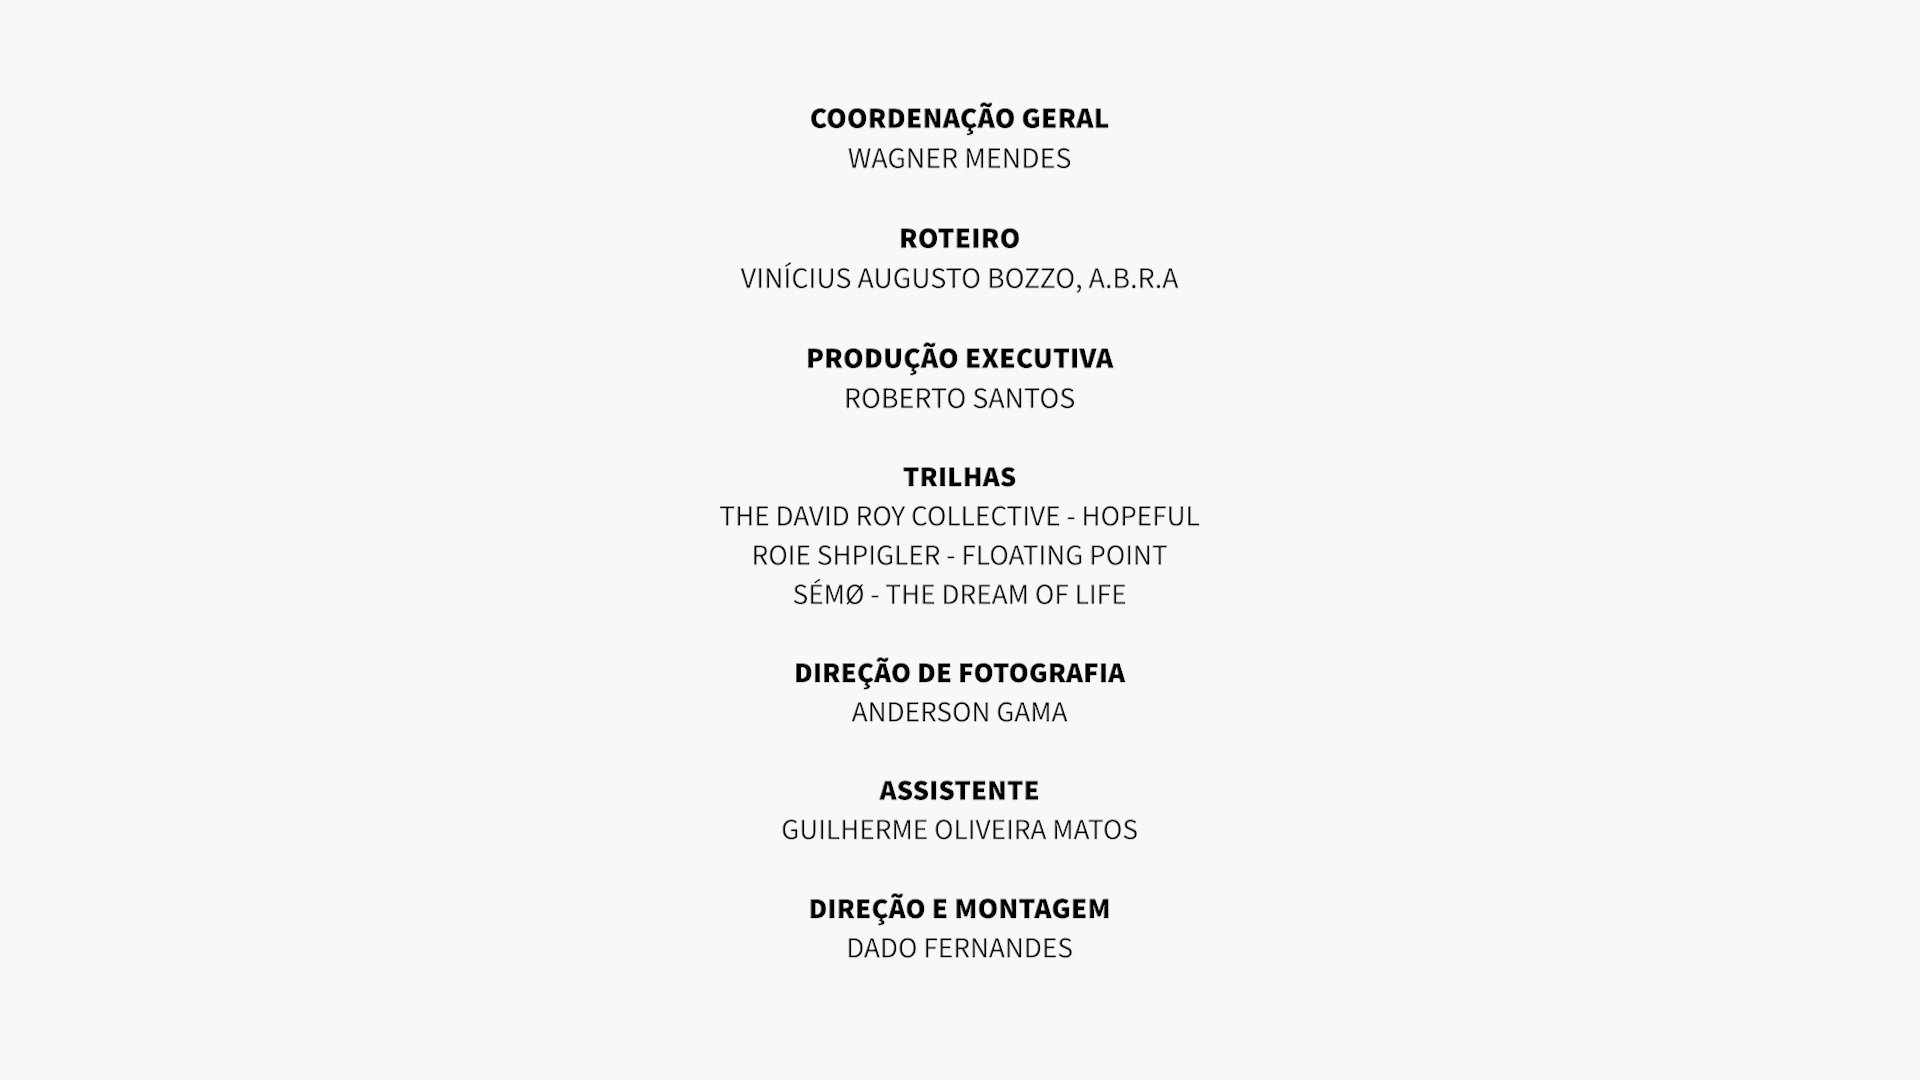 COORDENAÇÃO GERAL
WAGNER MENDES
ROTEIRO
VINÍCIUS AUGUSTO BOZZO, A.B.R.A
PRODUÇÃO EXECUTIVA
ROBERTO SANTOS
TRILHAS
THE DAVID ROY COLLECTIVE - HOPEFUL
ROIE SHPIGLER - FLOATING POINT
SÉMØ - THE DREAM OF LIFE
DIREÇÃO DE FOTOGRAFIA
ANDERSON GAMA
ASSISTENTE
GUILHERME OLIVEIRA MATOS
DIREÇÃO E MONTAGEM
DADO FERNANDES